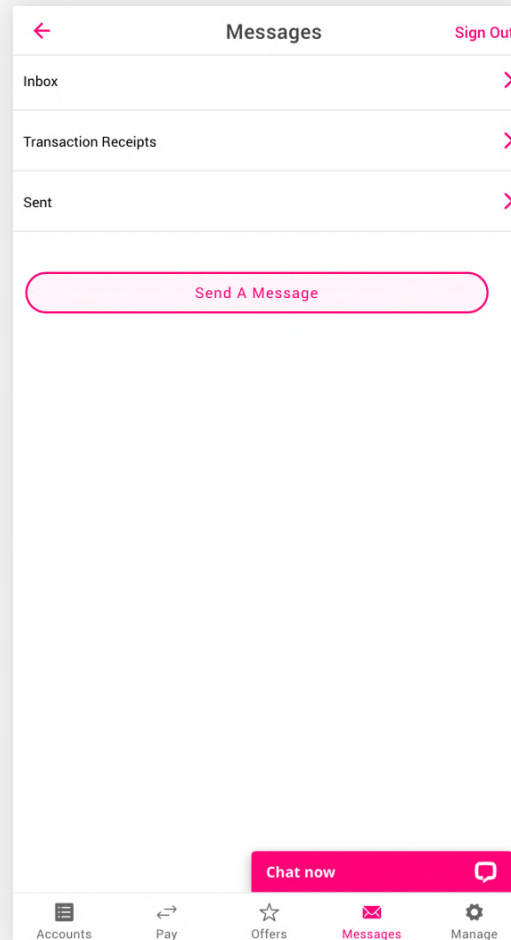 Messages
Sign Out
Inbox
Transaction Receipts
Sent
Send A Message
Chat now
Accounts
Pay
Offers
Messages
Manage